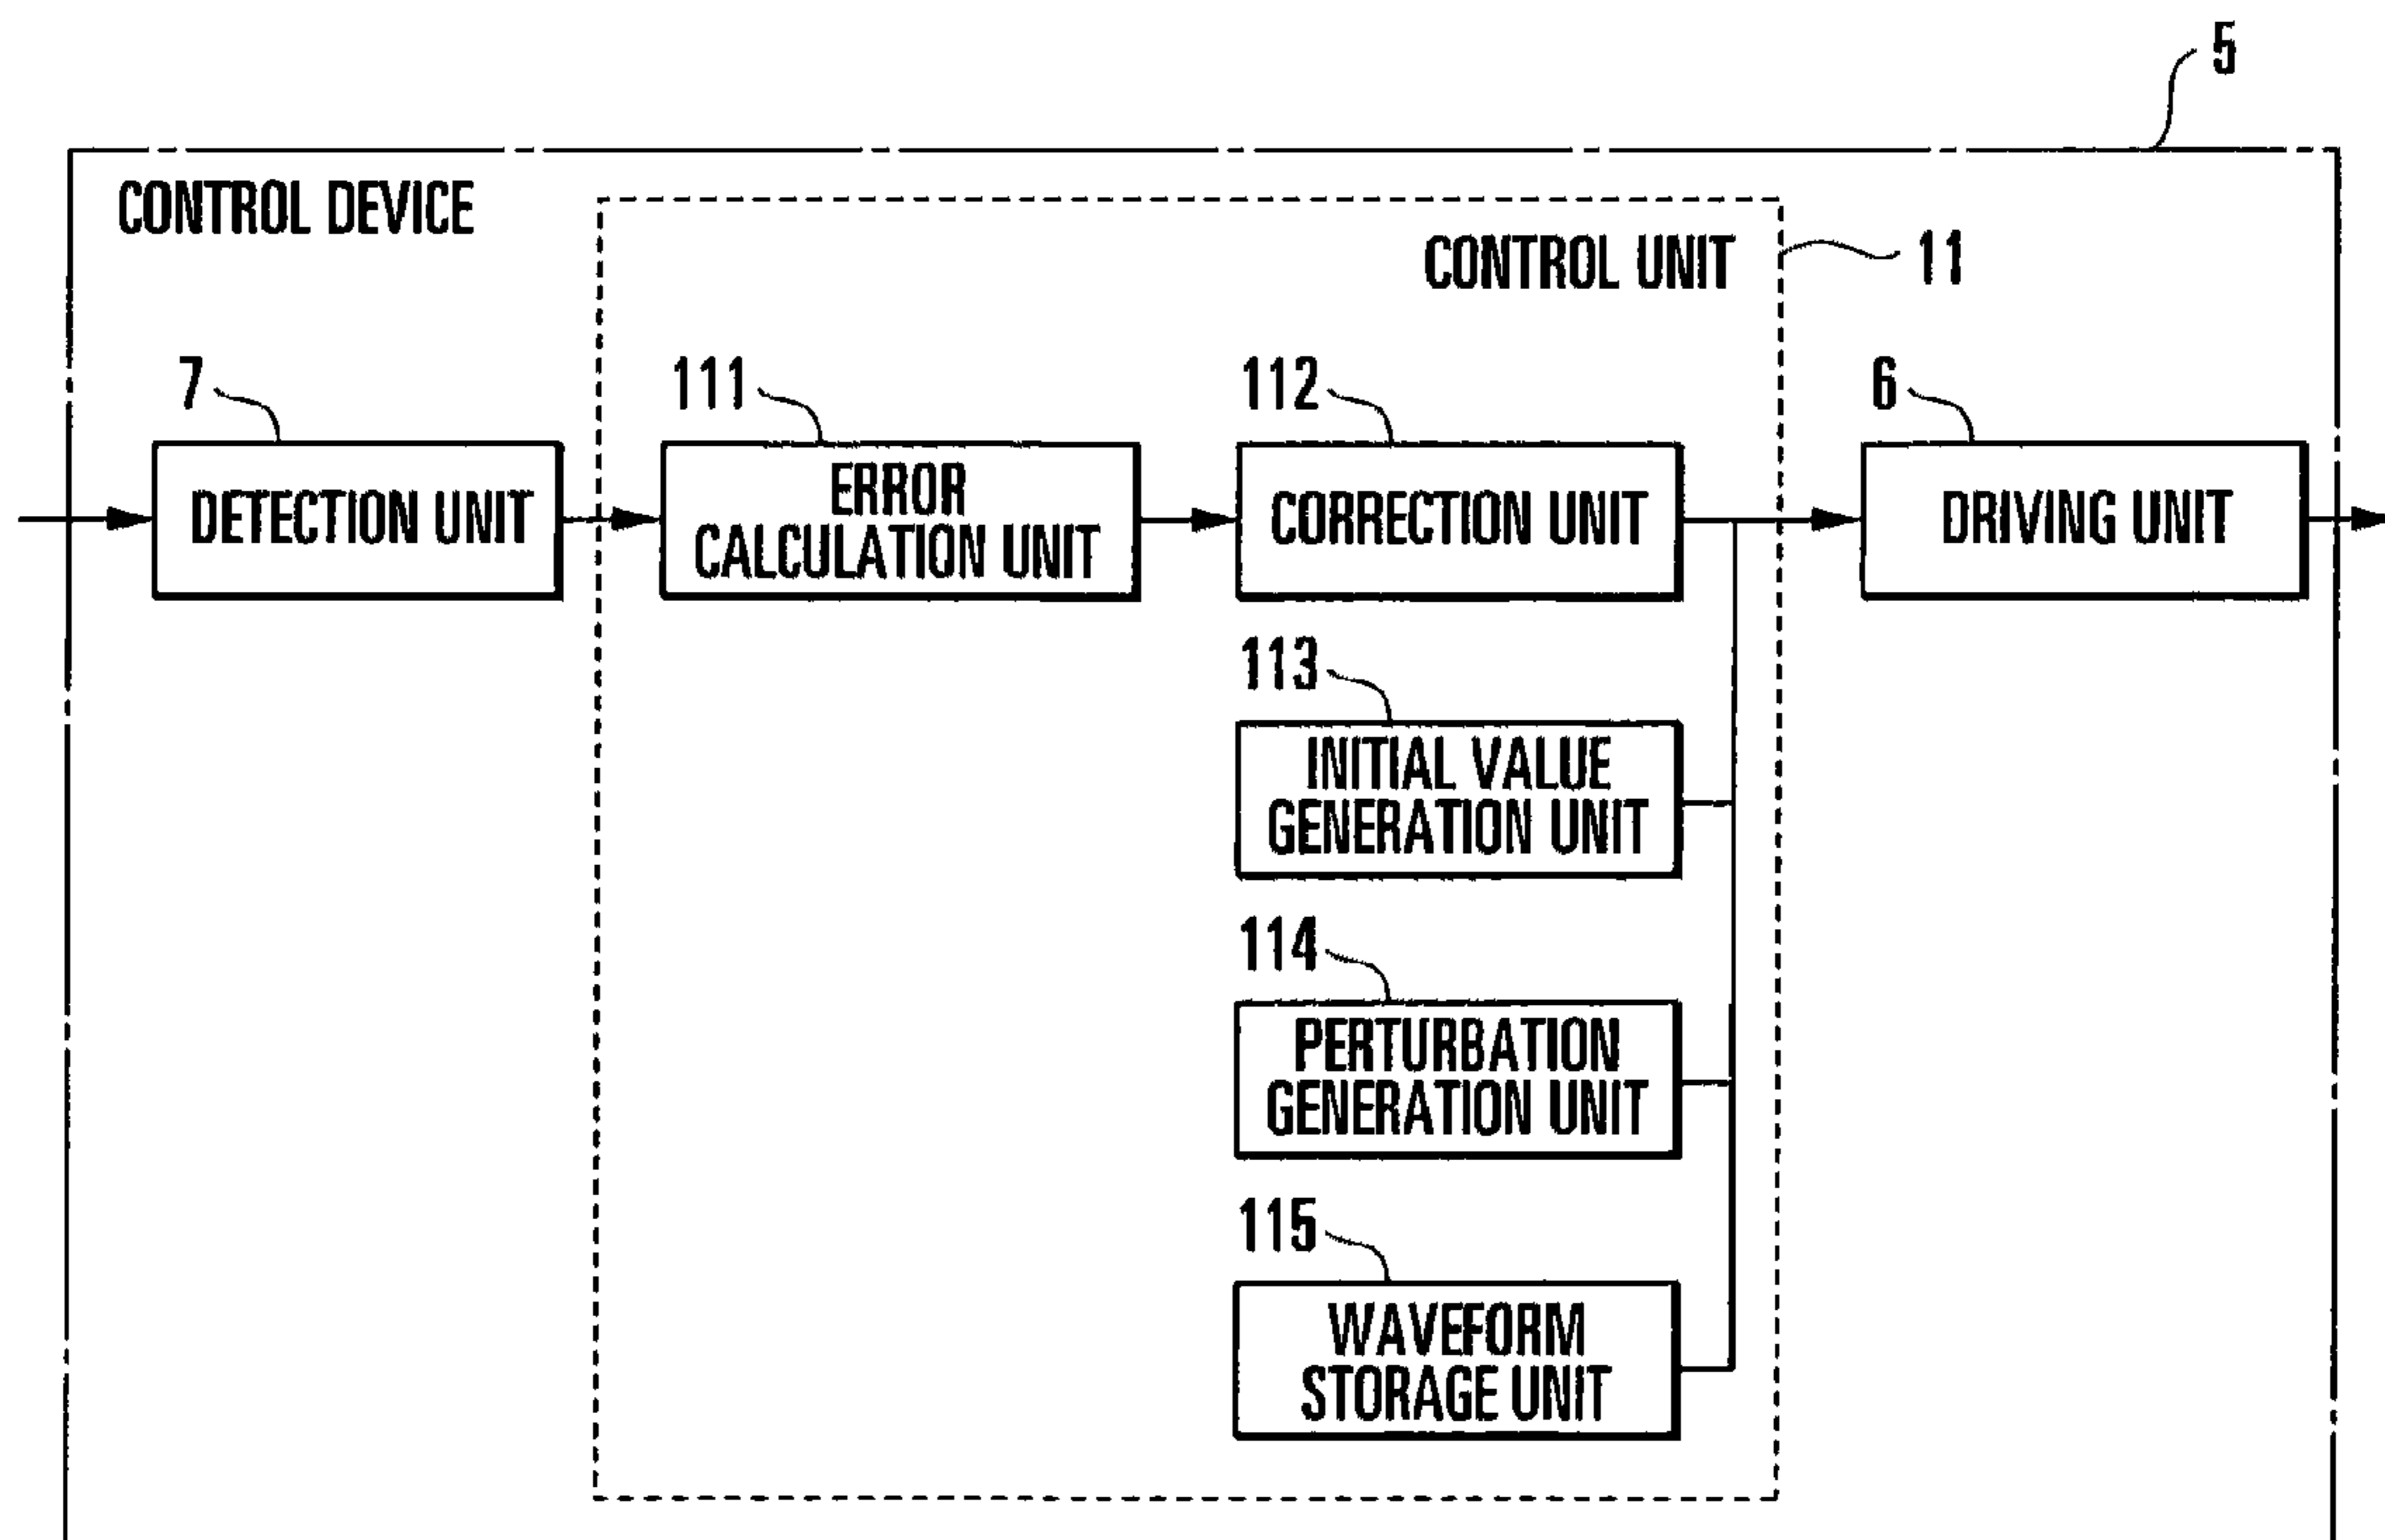 5
CONTROL DEVICE
CONTROL UNIT
11
7
111
112
6
DETECTION UNIT
ERROR
CALCULATION UNIT
CORRECTION UNIT
DRIVING UNIT
113
INITIAL VALUE
GENERATION UNIT
114
PERTURBATION
GENERATION UNIT
115
WAVEFORM
STORAGE UNIT